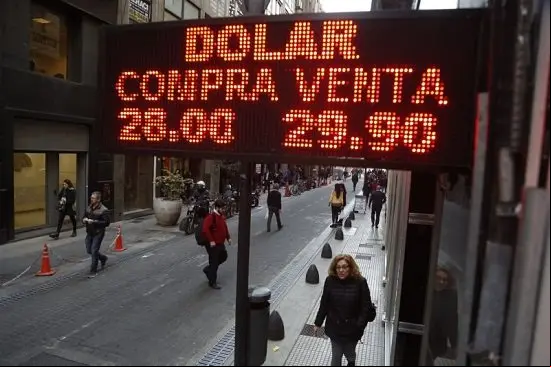 DOLAR
COMPRA VENTA
28.00 29.90